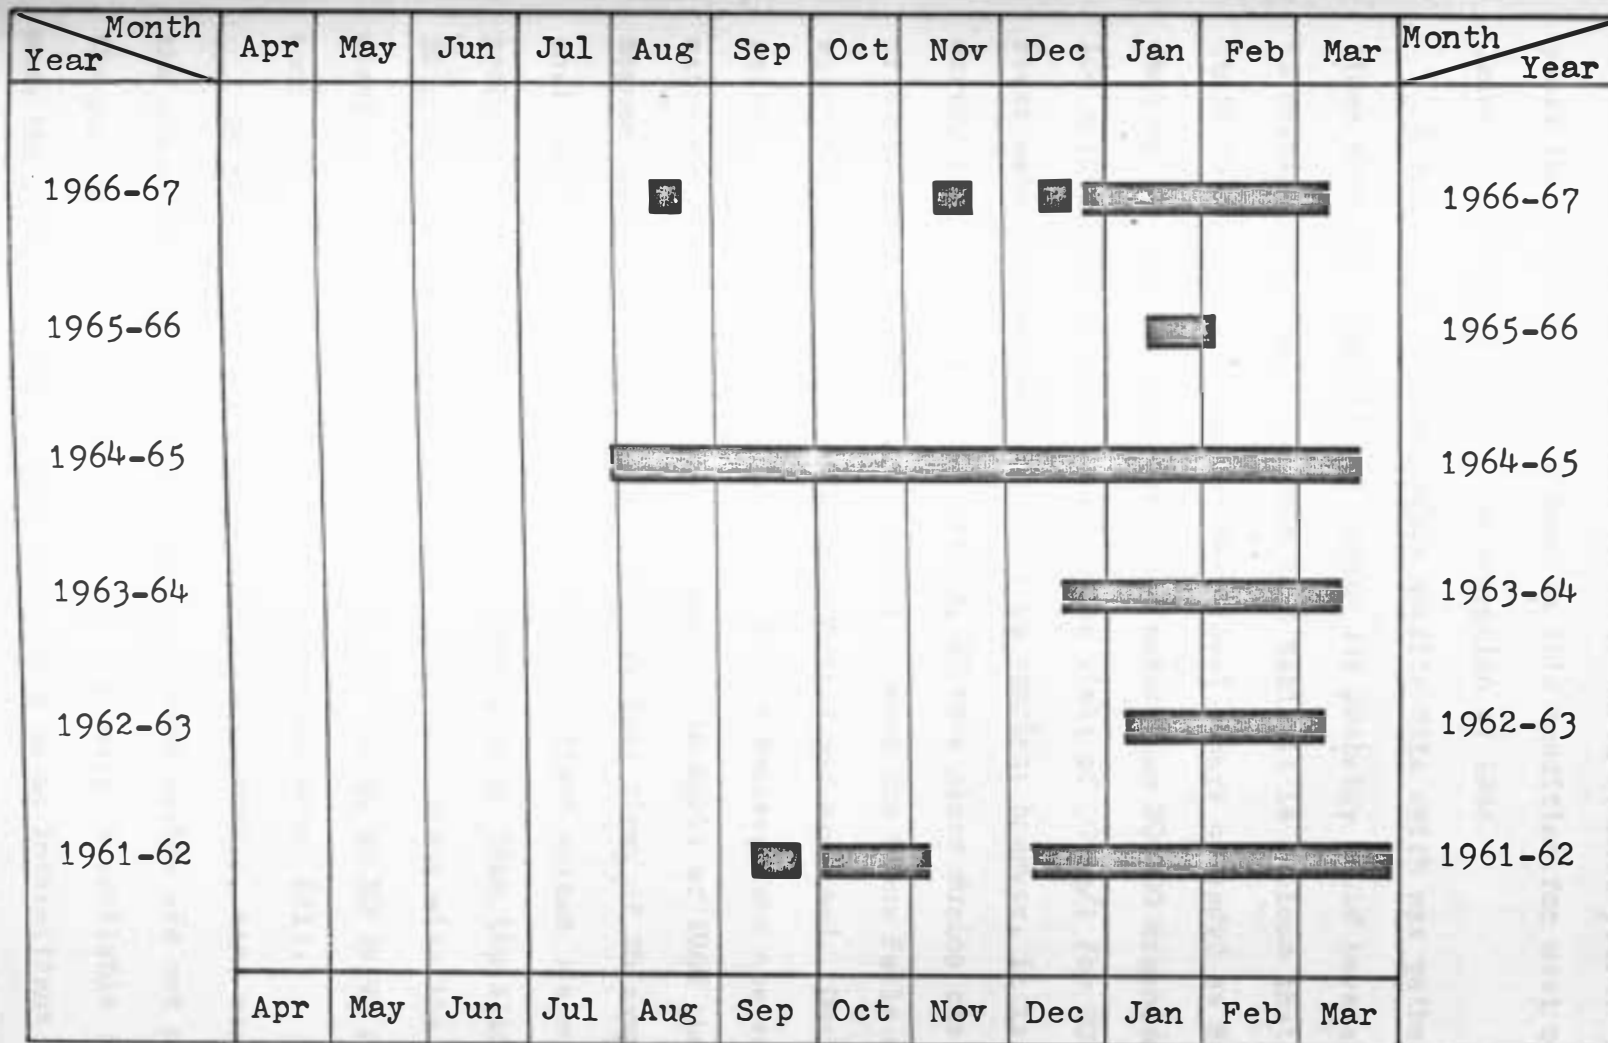 Month Apr May Jun Jul Aug Sep Oct Nov Dec Jan Feb Mar Month
Year Year
1966-67 1966-67
1965-66 1965-66
1964-65 1964-65
1963-64 1963-64
1962-63 1962-63
1961-62 1961-62
Apr May Jun Jul Aug Sep Oct Nov Dec Jan Feb Mar